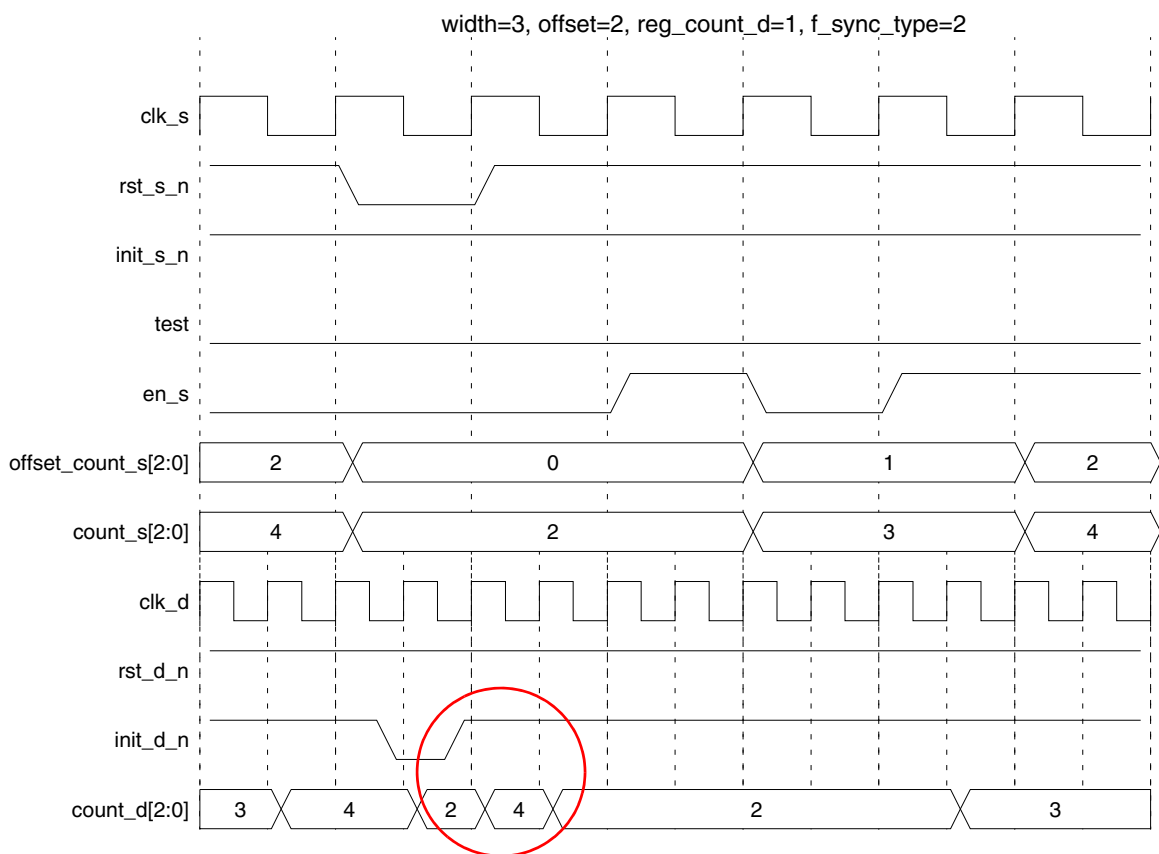 width=3, offset=2, reg_count_d=1, f_sync_type=2
clk_s
rst_s_n
init_s_n
test
en_s
offset_count_s[2:0] 2 0 1 2
count_s[2:0] 4 2 3 4
clk_d
rst_d_n
init_d_n
count_d[2:0] 3 4 2 4 2 3